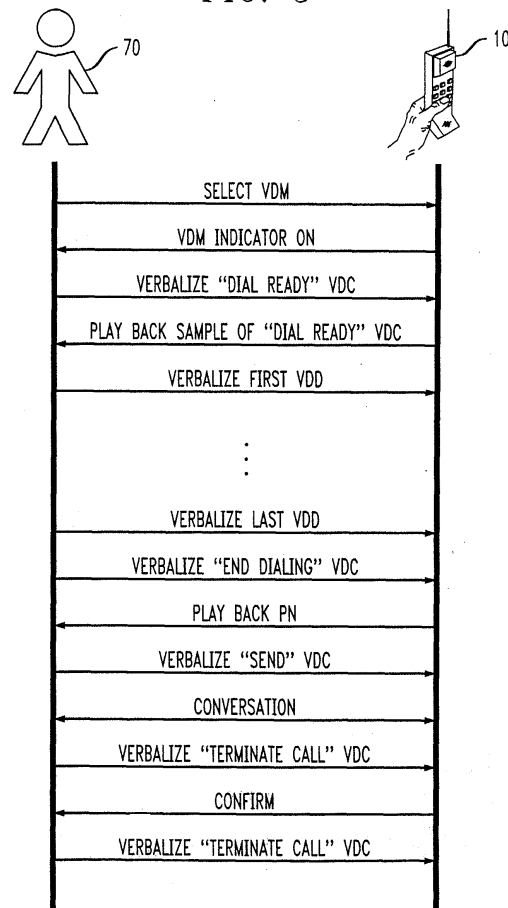 70
10
SELECT VDM
VDM INDICATOR ON
VERBALIZE “DIAL READY” VDC
PLAY BACK SAMPLE OF “DIAL READY” VDC
VERBALIZE FIRST VDD
VERBALIZE LAST VDD
VERBALIZE “END DIALING” VDC
PLAY BACK PN
VERBALIZE “SEND” VDC
CONVERSATION
VERBALIZE “TERMINATE CALL” VDC
CONFIRM
VERBALIZE “TERMINATE CALL” VDC